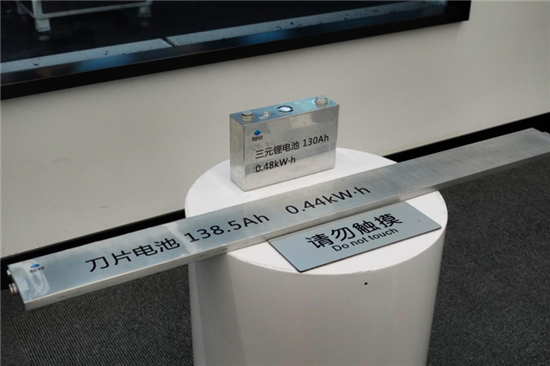 三元锂电池 130Ah
0.48kW·h
刀片电池 138.5Ah 0.44kW·h
请勿触摸
Do not touch